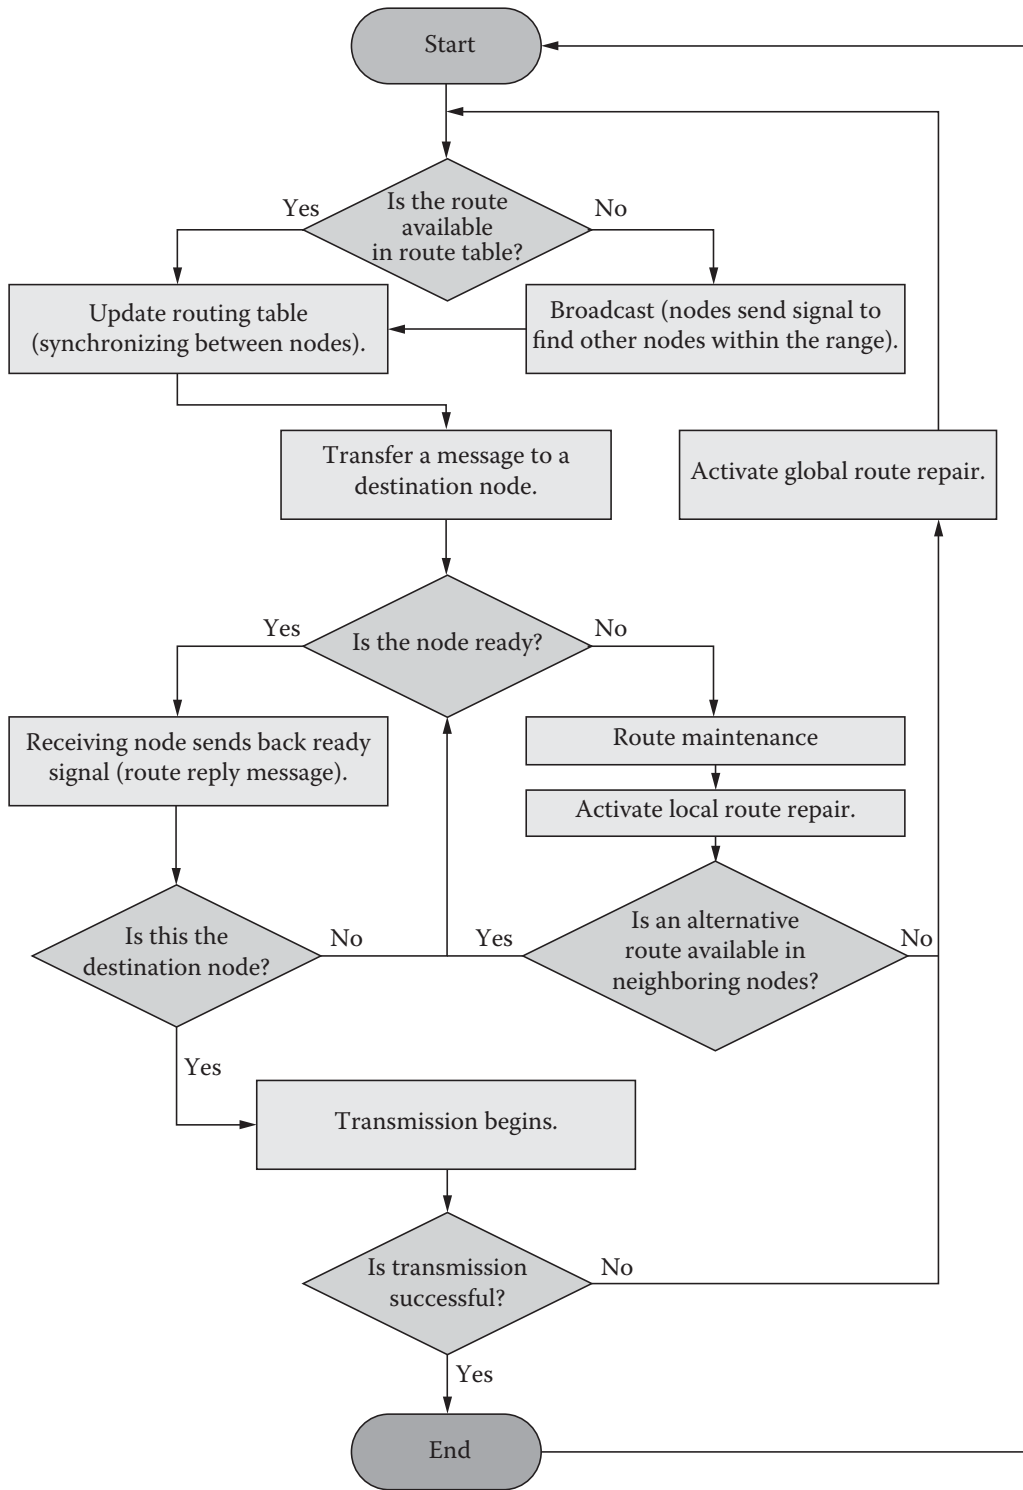 Start
Yes
Is the route
available
in route table?
No
Update routing table
(synchronizing between nodes).
Broadcast (nodes send signal to
find other nodes within the range).
Transfer a message to a
destination node.
Activate global route repair.
Yes
Is the node ready?
No
Receiving node sends back ready
signal (route reply message).
Route maintenance
Activate local route repair.
Is this the
destination node?
No
Yes
Is an alternative
route available in
neighboring nodes?
No
Yes
Transmission begins.
Is transmission
successful?
No
Yes
End